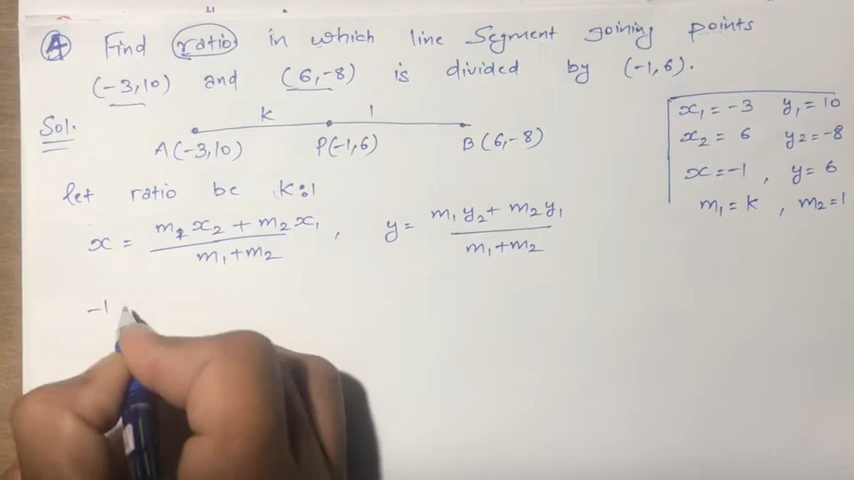 A Find ratio in which line Segment goining points
(-3,10) and (6,-8) is divided by (-1,6).
Sol.
k 1
A(-3,10) P(-1,6) B(6,-8)
let ratio be k:1
x = m1x2 + m2x1 / m1+m2 , y = m1y2 + m2y1 / m1+m2
-1
x1 = -3 y1 = 10
x2 = 6 y2 = -8
x = -1 , y = 6
m1 = k , m2 = 1